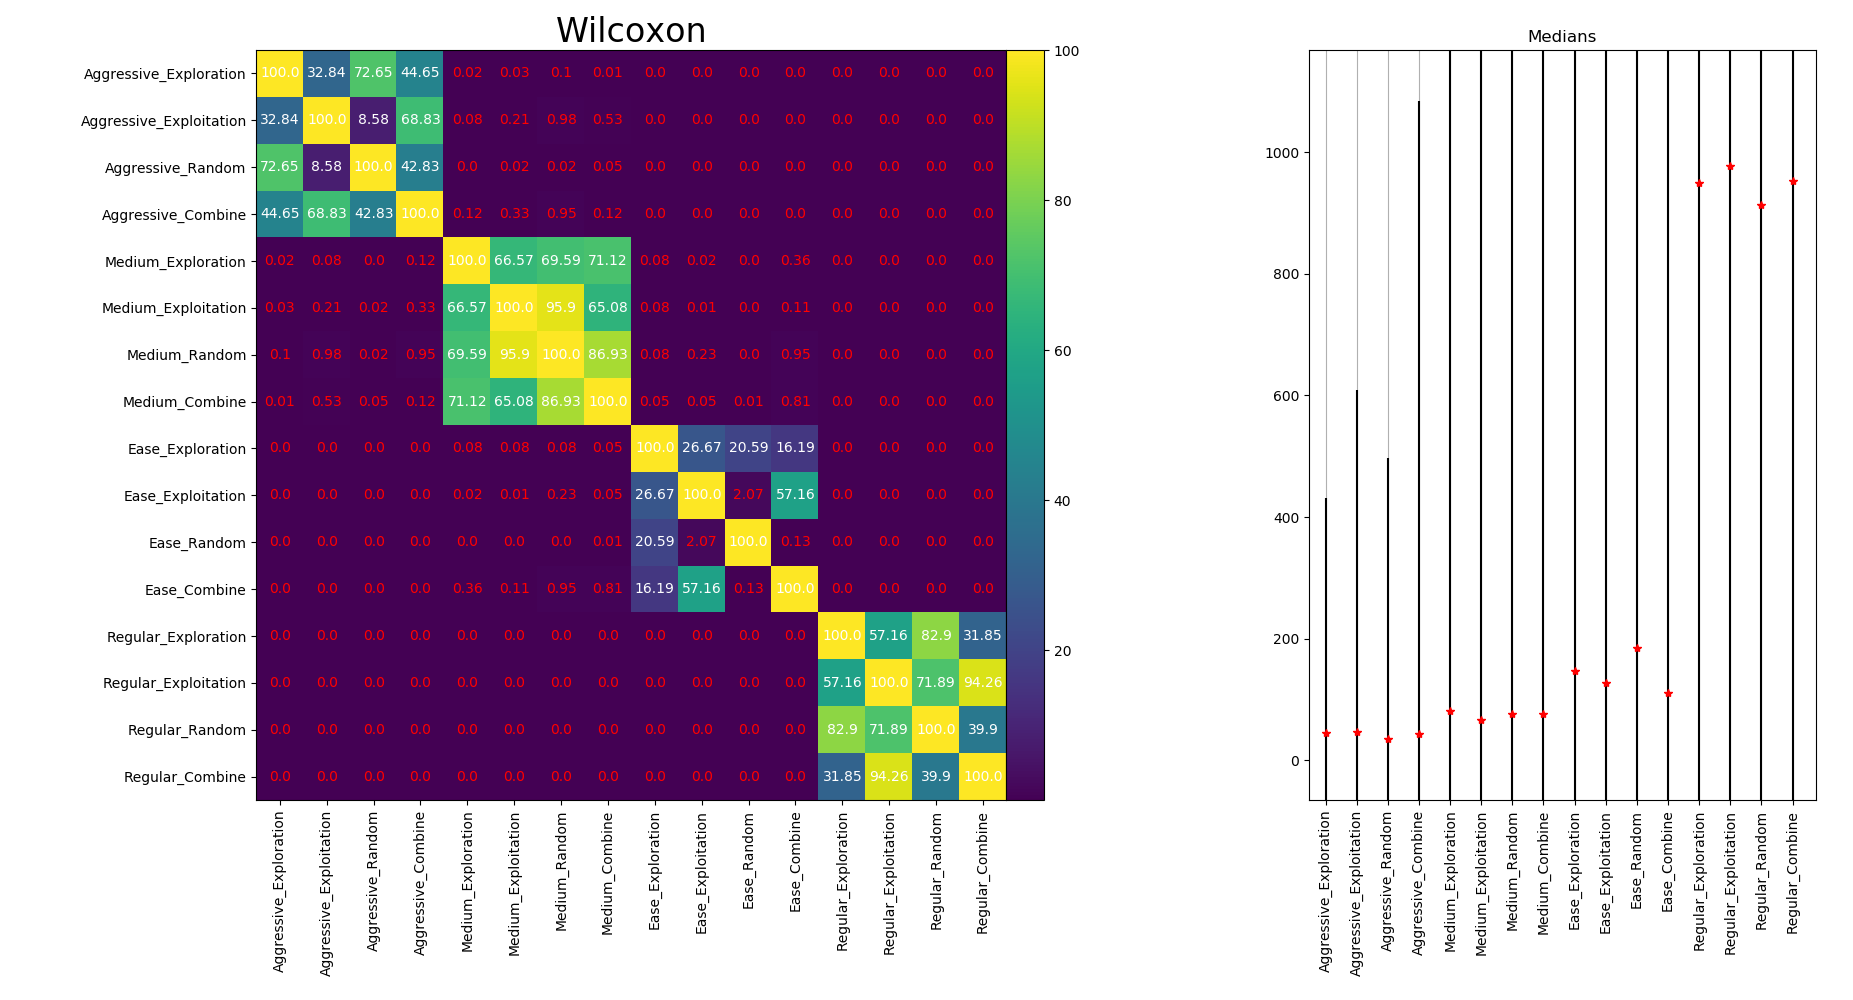 Wilcoxon
Aggressive_Exploration 100.0 32.84 72.65 44.65 0.02 0.03 0.1 0.01 0.0 0.0 0.0 0.0 0.0 0.0 0.0 0.0
Aggressive_Exploitation 32.84 100.0 8.58 68.83 0.08 0.21 0.98 0.53 0.0 0.0 0.0 0.0 0.0 0.0 0.0 0.0
Aggressive_Random 72.65 8.58 100.0 42.83 0.0 0.02 0.02 0.05 0.0 0.0 0.0 0.0 0.0 0.0 0.0 0.0
Aggressive_Combine 44.65 68.83 42.83 100.0 0.12 0.33 0.95 0.12 0.0 0.0 0.0 0.0 0.0 0.0 0.0 0.0
Medium_Exploration 0.02 0.08 0.0 0.12 100.0 66.57 69.59 71.12 0.08 0.02 0.0 0.36 0.0 0.0 0.0 0.0
Medium_Exploitation 0.03 0.21 0.02 0.33 66.57 100.0 95.9 65.08 0.08 0.01 0.0 0.11 0.0 0.0 0.0 0.0
Medium_Random 0.1 0.98 0.02 0.95 69.59 95.9 100.0 86.93 0.08 0.23 0.0 0.95 0.0 0.0 0.0 0.0
Medium_Combine 0.01 0.53 0.05 0.12 71.12 65.08 86.93 100.0 0.05 0.05 0.01 0.81 0.0 0.0 0.0 0.0
Ease_Exploration 0.0 0.0 0.0 0.0 0.08 0.08 0.08 0.05 100.0 26.67 20.59 16.19 0.0 0.0 0.0 0.0
Ease_Exploitation 0.0 0.0 0.0 0.0 0.02 0.01 0.23 0.05 26.67 100.0 2.07 57.16 0.0 0.0 0.0 0.0
Ease_Random 0.0 0.0 0.0 0.0 0.0 0.0 0.0 0.01 20.59 2.07 100.0 0.13 0.0 0.0 0.0 0.0
Ease_Combine 0.0 0.0 0.0 0.0 0.36 0.11 0.95 0.81 16.19 57.16 0.13 100.0 0.0 0.0 0.0 0.0
Regular_Exploration 0.0 0.0 0.0 0.0 0.0 0.0 0.0 0.0 0.0 0.0 0.0 0.0 100.0 57.16 82.9 31.85
Regular_Exploitation 0.0 0.0 0.0 0.0 0.0 0.0 0.0 0.0 0.0 0.0 0.0 0.0 57.16 100.0 71.89 94.26
Regular_Random 0.0 0.0 0.0 0.0 0.0 0.0 0.0 0.0 0.0 0.0 0.0 0.0 82.9 71.89 100.0 39.9
Regular_Combine 0.0 0.0 0.0 0.0 0.0 0.0 0.0 0.0 0.0 0.0 0.0 0.0 31.85 94.26 39.9 100.0
Aggressive_Exploration
Aggressive_Exploitation
Aggressive_Random
Aggressive_Combine
Medium_Exploration
Medium_Exploitation
Medium_Random
Medium_Combine
Ease_Exploration
Ease_Exploitation
Ease_Random
Ease_Combine
Regular_Exploration
Regular_Exploitation
Regular_Random
Regular_Combine
100
80
60
40
20
Medians
1000
800
600
400
200
0
Aggressive_Exploration
Aggressive_Exploitation
Aggressive_Random
Aggressive_Combine
Medium_Exploration
Medium_Exploitation
Medium_Random
Medium_Combine
Ease_Exploration
Ease_Exploitation
Ease_Random
Ease_Combine
Regular_Exploration
Regular_Exploitation
Regular_Random
Regular_Combine